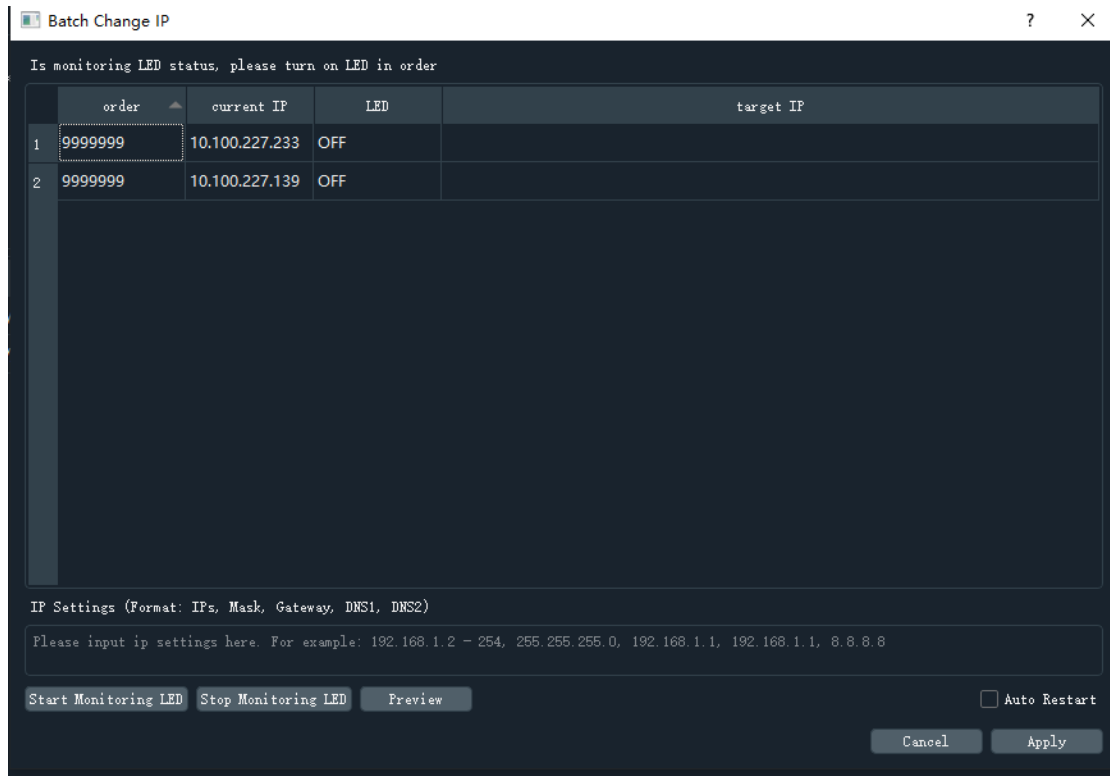 Batch Change IP
Is monitoring LED status, please turn on LED in order
order current IP LED target IP
1 9999999 10.100.227.233 OFF
2 9999999 10.100.227.139 OFF
IP Settings (Format: IPs, Mask, Gateway, DNS1, DNS2)
Please input ip settings here. For example: 192.168.1.2 - 254, 255.255.255.0, 192.168.1.1, 192.168.1.1, 8.8.8.8
Start Monitoring LED Stop Monitoring LED Preview Auto Restart
Cancel Apply